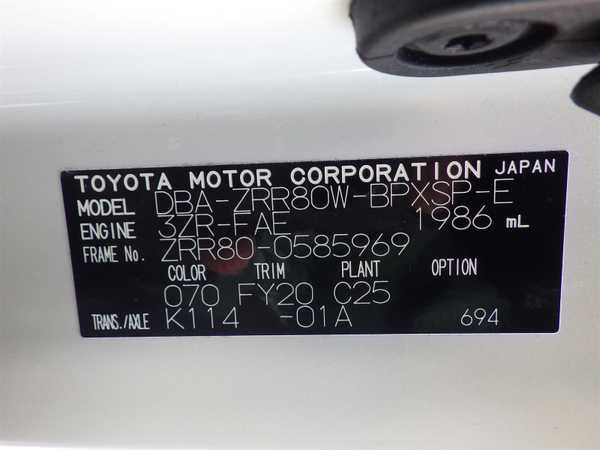 TOYOTA MOTOR CORPORATION JAPAN
MODEL DBA-ZRR80W-BPXSP-E
ENGINE 3ZR-FAE 1986 mL
FRAME No. ZRR80-0585969
COLOR TRIM PLANT OPTION
070 FY20 C25
TRANS./AXLE K114 -01A 694